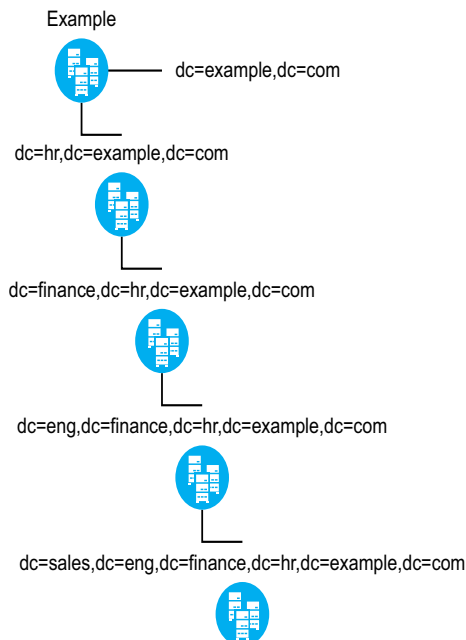 Example
dc=example,dc=com
dc=hr,dc=example,dc=com
dc=finance,dc=hr,dc=example,dc=com
dc=eng,dc=finance,dc=hr,dc=example,dc=com
dc=sales,dc=eng,dc=finance,dc=hr,dc=example,dc=com